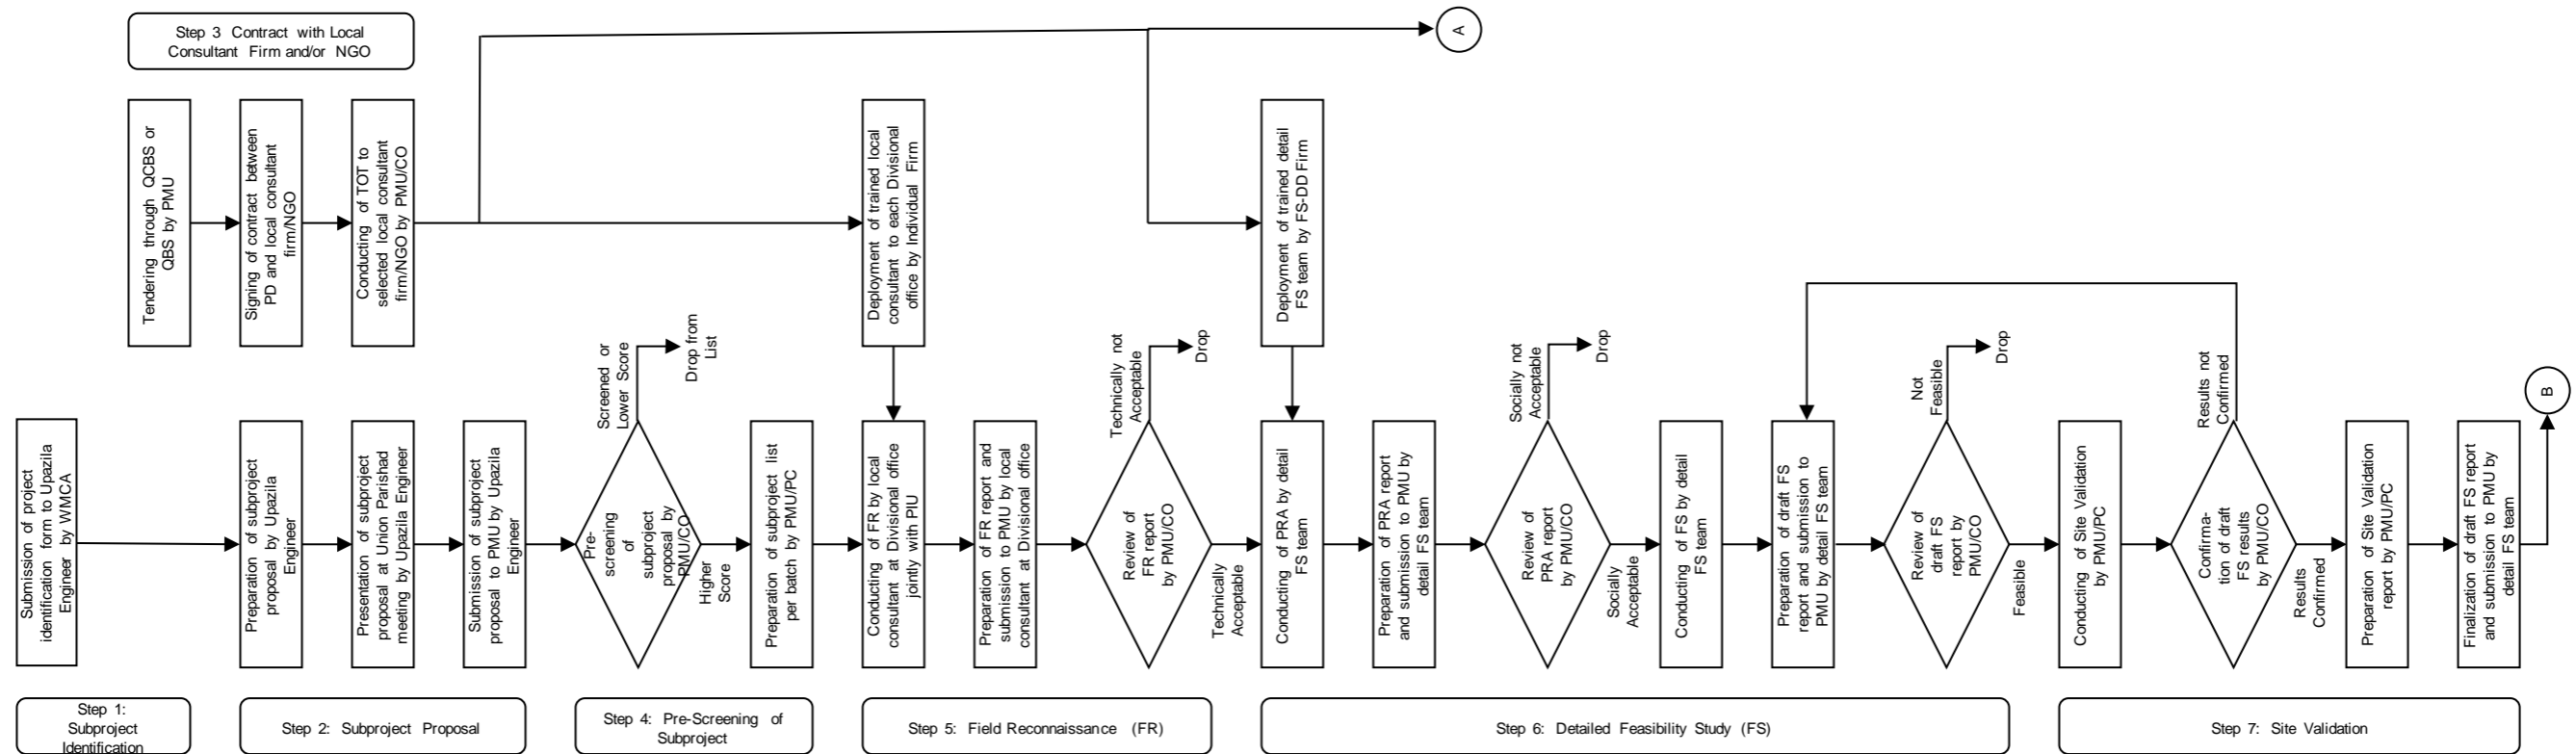 Step 3 Contract with Local
Consultant Firm and/or NGO
A
Tendering through QCBS or
QBS by PMU
Signing of contract between
PD and local consultant
firm/NGO
Conducting of TOT to
selected local consultant
firm/NGO by PMU/CO
Deployment of trained local
consultant to each Divisional
office by Individual Firm
Deployment of trained detail
FS team by FS-DD Firm
Submission of project
identification form to Upazila
Engineer by WMCA
Preparation of subproject
proposal by Upazila
Engineer
Presentation of subproject
proposal at Union Parishad
meeting by Upazila Engineer
Submission of subproject
proposal to PMU by Upazila
Engineer
Pre-
screening
of
subproject
proposal by
PMU/CO
Screened or
Lower Score
Drop from
List
Higher
Score
Preparation of subproject list
per batch by PMU/PC
Conducting of FR by local
consultant at Divisional office
jointly with PIU
Preparation of FR report and
submission to PMU by local
consultant at Divisional office
Review of
FR report
by PMU/CO
Technically not
Acceptable
Drop
Technically
Acceptable
Conducting of PRA by detail
FS team
Preparation of PRA report
and submission to PMU by
detail FS team
Review of
PRA report
by PMU/CO
Socially not
Acceptable
Drop
Socially
Acceptable
Conducting of FS by detail
FS team
Preparation of draft FS
report and submission to
PMU by detail FS team
Review of
draft FS
report by
PMU/CO
Not
Feasible
Drop
Feasible
Conducting of Site Validation
by PMU/PC
Confirma-
tion of draft
FS results
by PMU/CO
Results not
Confirmed
Results
Confirmed
Preparation of Site Validation
report by PMU/PC
Finalization of draft FS report
and submission to PMU by
detail FS team
B
Step 1:
Subproject
Identification
Step 2: Subproject Proposal
Step 4: Pre-Screening of
Subproject
Step 5: Field Reconnaissance (FR)
Step 6: Detailed Feasibility Study (FS)
Step 7: Site Validation